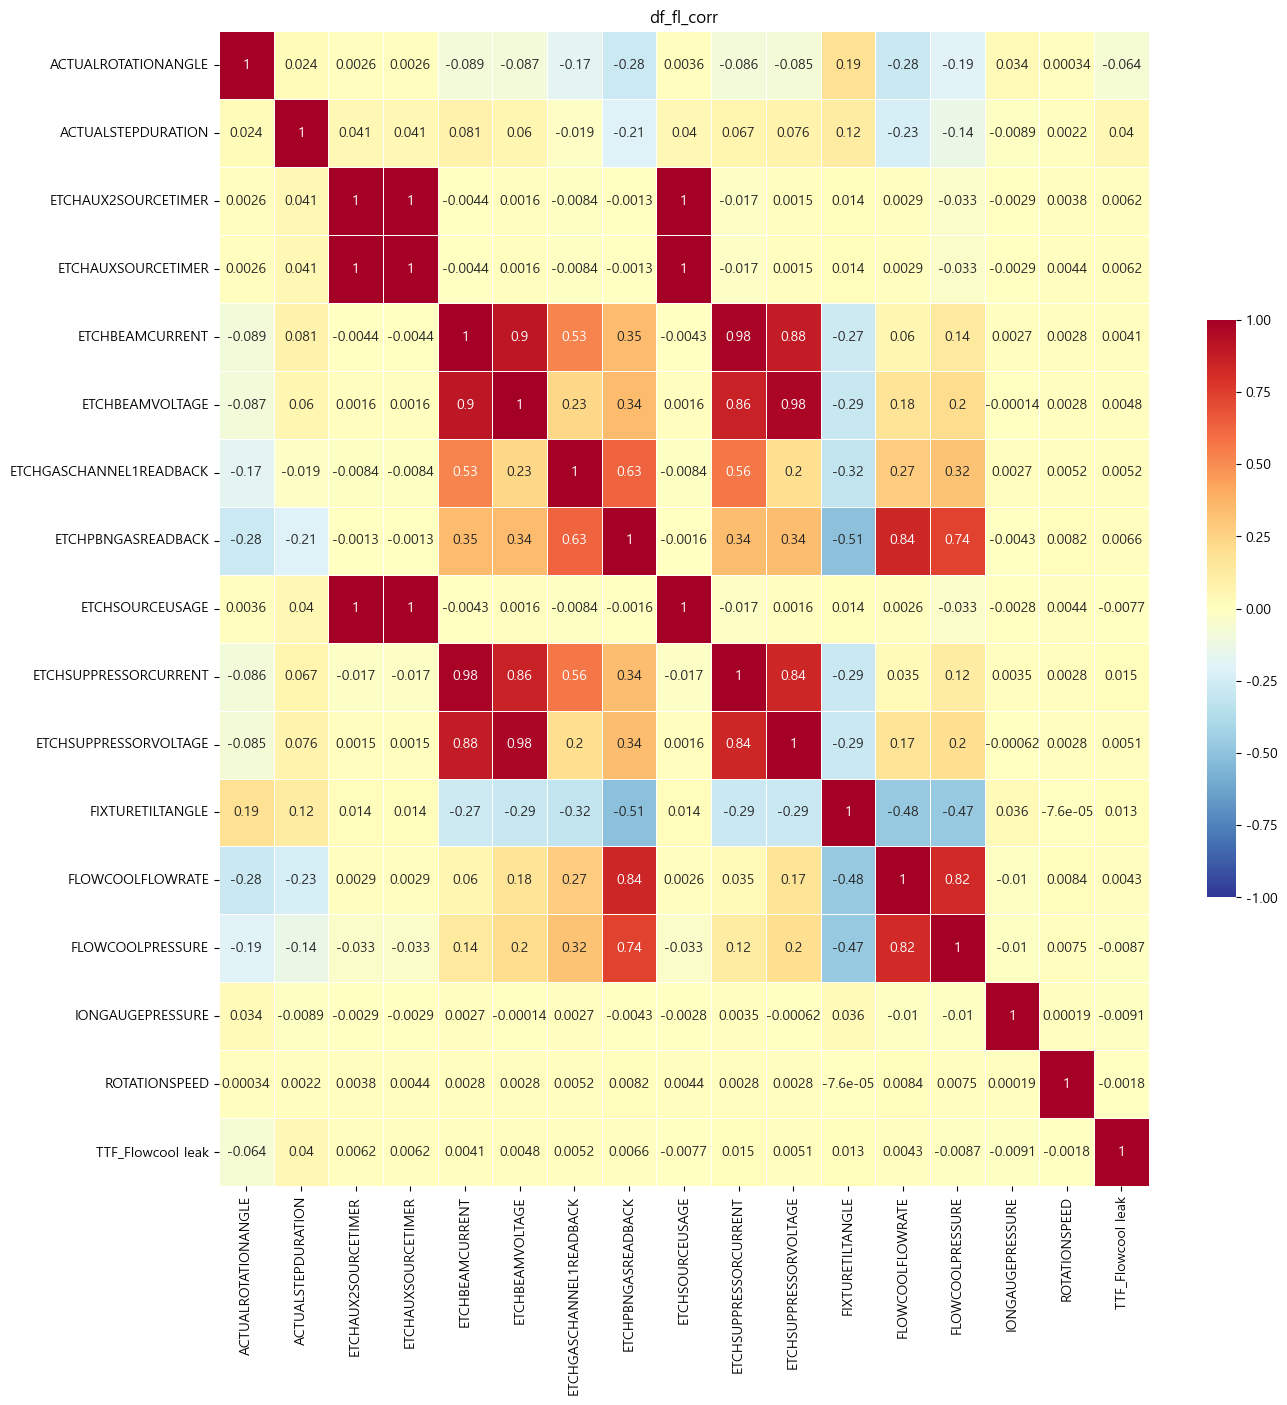 df_fl_corr
ACTUALROTATIONANGLE 1 0.024 0.0026 0.0026 -0.089 -0.087 -0.17 -0.28 0.0036 -0.086 -0.085 0.19 -0.28 -0.19 0.034 0.00034 -0.064
ACTUALSTEPDURATION 0.024 1 0.041 0.041 0.081 0.06 -0.019 -0.21 0.04 0.067 0.076 0.12 -0.23 -0.14 -0.0089 0.0022 0.04
ETCHAUX2SOURCETIMER 0.0026 0.041 1 1 -0.0044 0.0016 -0.0084 -0.0013 1 -0.017 0.0015 0.014 0.0029 -0.033 -0.0029 0.0038 0.0062
ETCHAUXSOURCETIMER 0.0026 0.041 1 1 -0.0044 0.0016 -0.0084 -0.0013 1 -0.017 0.0015 0.014 0.0029 -0.033 -0.0029 0.0044 0.0062
ETCHBEAMCURRENT -0.089 0.081 -0.0044 -0.0044 1 0.9 0.53 0.35 -0.0043 0.98 0.88 -0.27 0.06 0.14 0.0027 0.0028 0.0041
ETCHBEAMVOLTAGE -0.087 0.06 0.0016 0.0016 0.9 1 0.23 0.34 0.0016 0.86 0.98 -0.29 0.18 0.2 -0.00014 0.0028 0.0048
ETCHGASCHANNEL1READBACK -0.17 -0.019 -0.0084 -0.0084 0.53 0.23 1 0.63 -0.0084 0.56 0.2 -0.32 0.27 0.32 0.0027 0.0052 0.0052
ETCHPBNGASREADBACK -0.28 -0.21 -0.0013 -0.0013 0.35 0.34 0.63 1 -0.0016 0.34 0.34 -0.51 0.84 0.74 -0.0043 0.0082 0.0066
ETCHSOURCEUSAGE 0.0036 0.04 1 1 -0.0043 0.0016 -0.0084 -0.0016 1 -0.017 0.0016 0.014 0.0026 -0.033 -0.0028 0.0044 -0.0077
ETCHSUPPRESSORCURRENT -0.086 0.067 -0.017 -0.017 0.98 0.86 0.56 0.34 -0.017 1 0.84 -0.29 0.035 0.12 0.0035 0.0028 0.015
ETCHSUPPRESSORVOLTAGE -0.085 0.076 0.0015 0.0015 0.88 0.98 0.2 0.34 0.0016 0.84 1 -0.29 0.17 0.2 -0.00062 0.0028 0.0051
FIXTURETILTANGLE 0.19 0.12 0.014 0.014 -0.27 -0.29 -0.32 -0.51 0.014 -0.29 -0.29 1 -0.48 -0.47 0.036 -7.6e-05 0.013
FLOWCOOLFLOWRATE -0.28 -0.23 0.0029 0.0029 0.06 0.18 0.27 0.84 0.0026 0.035 0.17 -0.48 1 0.82 -0.01 0.0084 0.0043
FLOWCOOLPRESSURE -0.19 -0.14 -0.033 -0.033 0.14 0.2 0.32 0.74 -0.033 0.12 0.2 -0.47 0.82 1 -0.01 0.0075 -0.0087
IONGAUGEPRESSURE 0.034 -0.0089 -0.0029 -0.0029 0.0027 -0.00014 0.0027 -0.0043 -0.0028 0.0035 -0.00062 0.036 -0.01 -0.01 1 0.00019 -0.0091
ROTATIONSPEED 0.00034 0.0022 0.0038 0.0044 0.0028 0.0028 0.0052 0.0082 0.0044 0.0028 0.0028 -7.6e-05 0.0084 0.0075 0.00019 1 -0.0018
TTF_Flowcool leak -0.064 0.04 0.0062 0.0062 0.0041 0.0048 0.0052 0.0066 -0.0077 0.015 0.0051 0.013 0.0043 -0.0087 -0.0091 -0.0018 1
ACTUALROTATIONANGLE
ACTUALSTEPDURATION
ETCHAUX2SOURCETIMER
ETCHAUXSOURCETIMER
ETCHBEAMCURRENT
ETCHBEAMVOLTAGE
ETCHGASCHANNEL1READBACK
ETCHPBNGASREADBACK
ETCHSOURCEUSAGE
ETCHSUPPRESSORCURRENT
ETCHSUPPRESSORVOLTAGE
FIXTURETILTANGLE
FLOWCOOLFLOWRATE
FLOWCOOLPRESSURE
IONGAUGEPRESSURE
ROTATIONSPEED
TTF_Flowcool leak
1.00
0.75
0.50
0.25
0.00
-0.25
-0.50
-0.75
-1.00